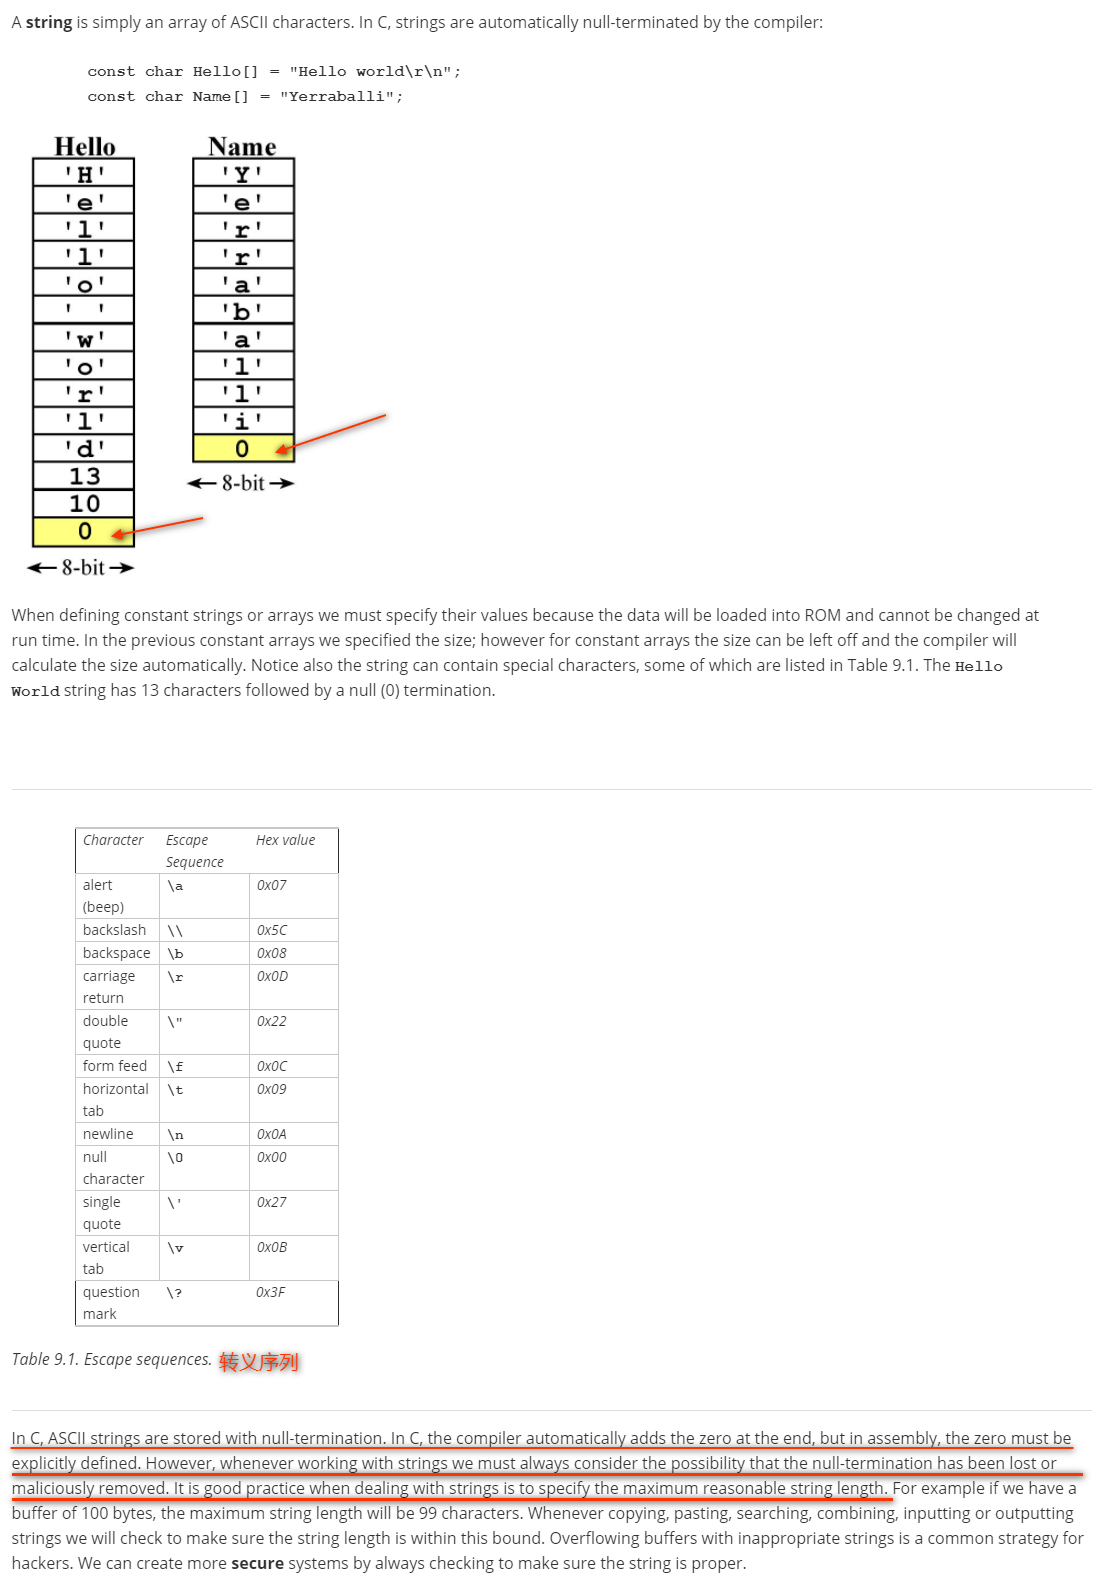 A string is simply an array of ASCII characters. In C, strings are automatically null-terminated by the compiler:
const char Hello[] = "Hello world\r\n";
const char Name[] = "Yerraballi";
Hello
'H'
'e'
'l'
'l'
'o'
' '
'w'
'o'
'r'
'l'
'd'
13
10
0
8-bit
Name
'Y'
'e'
'r'
'r'
'a'
'b'
'a'
'l'
'l'
'i'
0
8-bit
When defining constant strings or arrays we must specify their values because the data will be loaded into ROM and cannot be changed at
run time. In the previous constant arrays we specified the size; however for constant arrays the size can be left off and the compiler will
calculate the size automatically. Notice also the string can contain special characters, some of which are listed in Table 9.1. The Hello
World string has 13 characters followed by a null (0) termination.
Character Escape Hex value
Sequence
alert \a 0x07
(beep)
backslash \\ 0x5C
backspace \b 0x08
carriage \r 0x0D
return
double \" 0x22
quote
form feed \f 0x0C
horizontal \t 0x09
tab
newline \n 0x0A
null \0 0x00
character
single \' 0x27
quote
vertical \v 0x0B
tab
question \? 0x3F
mark
Table 9.1. Escape sequences. 转义序列
In C, ASCII strings are stored with null-termination. In C, the compiler automatically adds the zero at the end, but in assembly, the zero must be
explicitly defined. However, whenever working with strings we must always consider the possibility that the null-termination has been lost or
maliciously removed. It is good practice when dealing with strings is to specify the maximum reasonable string length. For example if we have a
buffer of 100 bytes, the maximum string length will be 99 characters. Whenever copying, pasting, searching, combining, inputting or outputting
strings we will check to make sure the string length is within this bound. Overflowing buffers with inappropriate strings is a common strategy for
hackers. We can create more secure systems by always checking to make sure the string is proper.